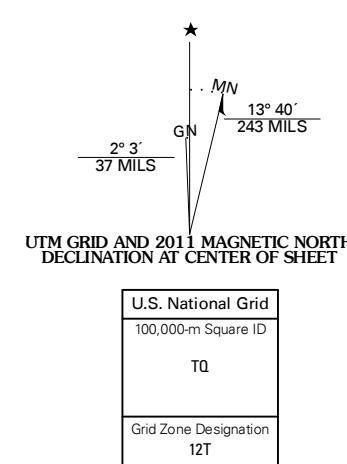 MN
GN
13° 40´
243 MILS
2° 3´
37 MILS
UTM GRID AND 2011 MAGNETIC NORTH
DECLINATION AT CENTER OF SHEET
U.S. National Grid
100,000-m Square ID
TQ
Grid Zone Designation
12T